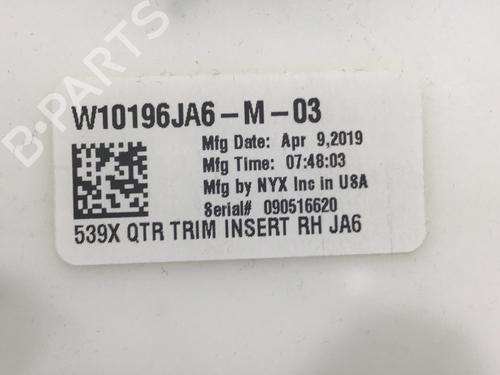 W10196JA6-M-03
Mfg Date: Apr 9,2019
Mfg Time: 07:48:03
Mfg by NYX Inc in USA
Serial# 090516620
539X QTR TRIM INSERT RH JA6
B-PARTS